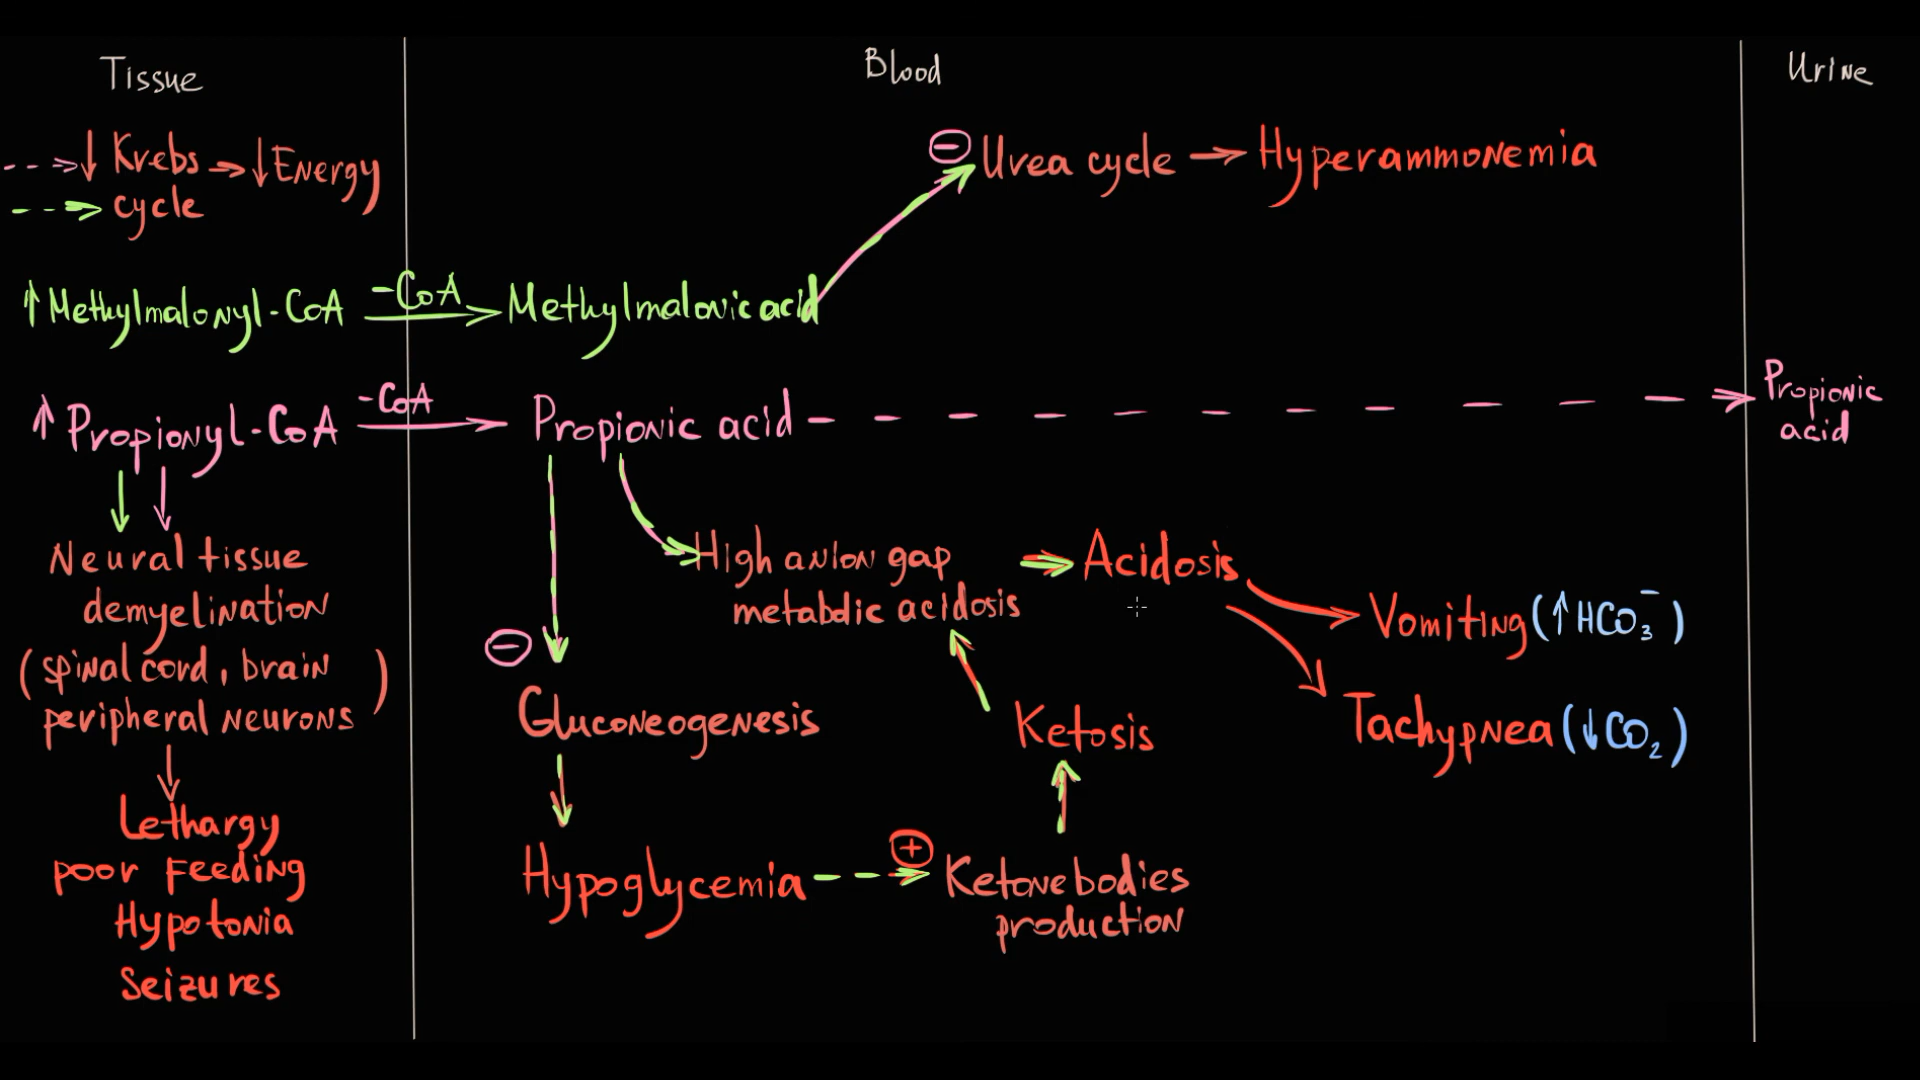 Tissue
Blood
Urine
↓ Krebs → ↓ Energy
cycle
⊖ Urea cycle → Hyperammonemia
↑ Methylmalonyl-CoA
-CoA
Methylmalonic acid
↑ Propionyl-CoA
-CoA
Propionic acid
Propionic
acid
Neural tissue
demyelination
(spinal cord, brain
peripheral neurons)
Lethargy
poor Feeding
Hypotonia
Seizures
High anion gap
metabolic acidosis
Acidosis
Vomiting (↑HCO₃⁻)
Tachypnea (↓CO₂)
⊖
Gluconeogenesis
Ketosis
Hypoglycemia
⊕
Ketone bodies
production